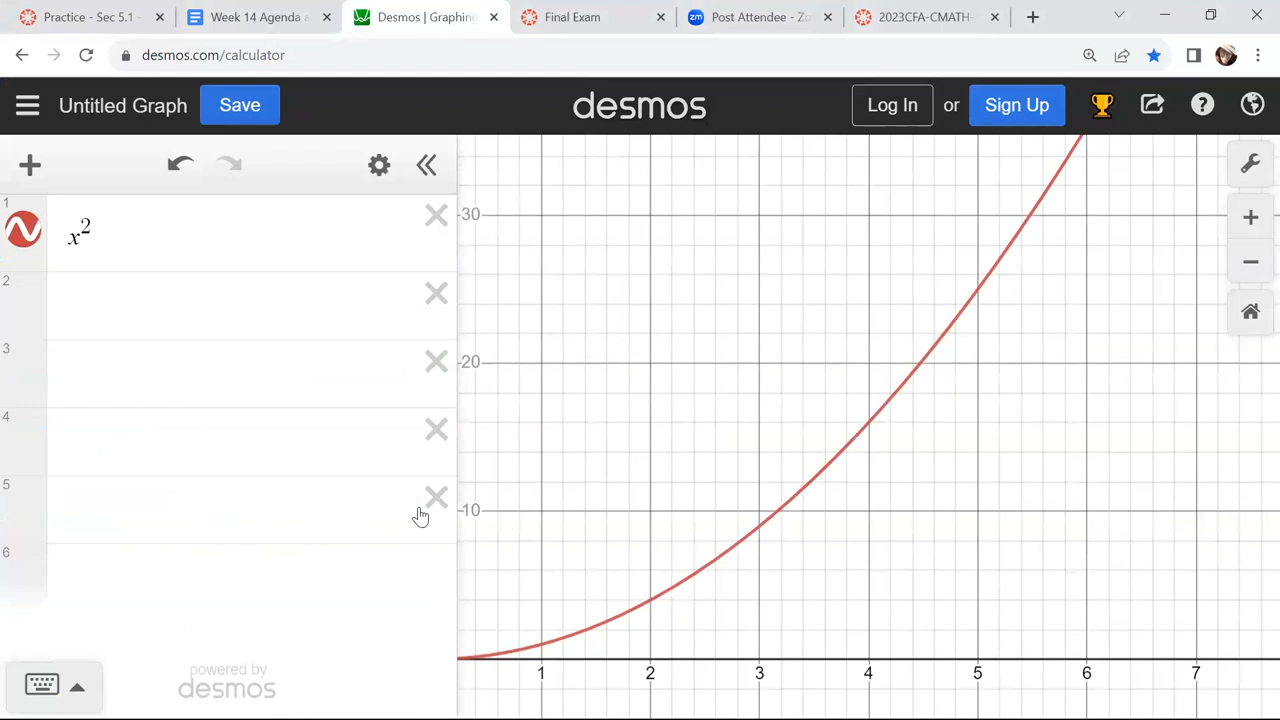 Practice - Sec 5.1 -
Week 14 Agenda a
Desmos | Graphing
Final Exam
Post Attendee - Zo
2023CFA-CMATH-
desmos.com/calculator
Untitled Graph
Save
desmos
Log In
or
Sign Up
1
x²
2
3
4
5
6
powered by
desmos
30
20
10
1 2 3 4 5 6 7